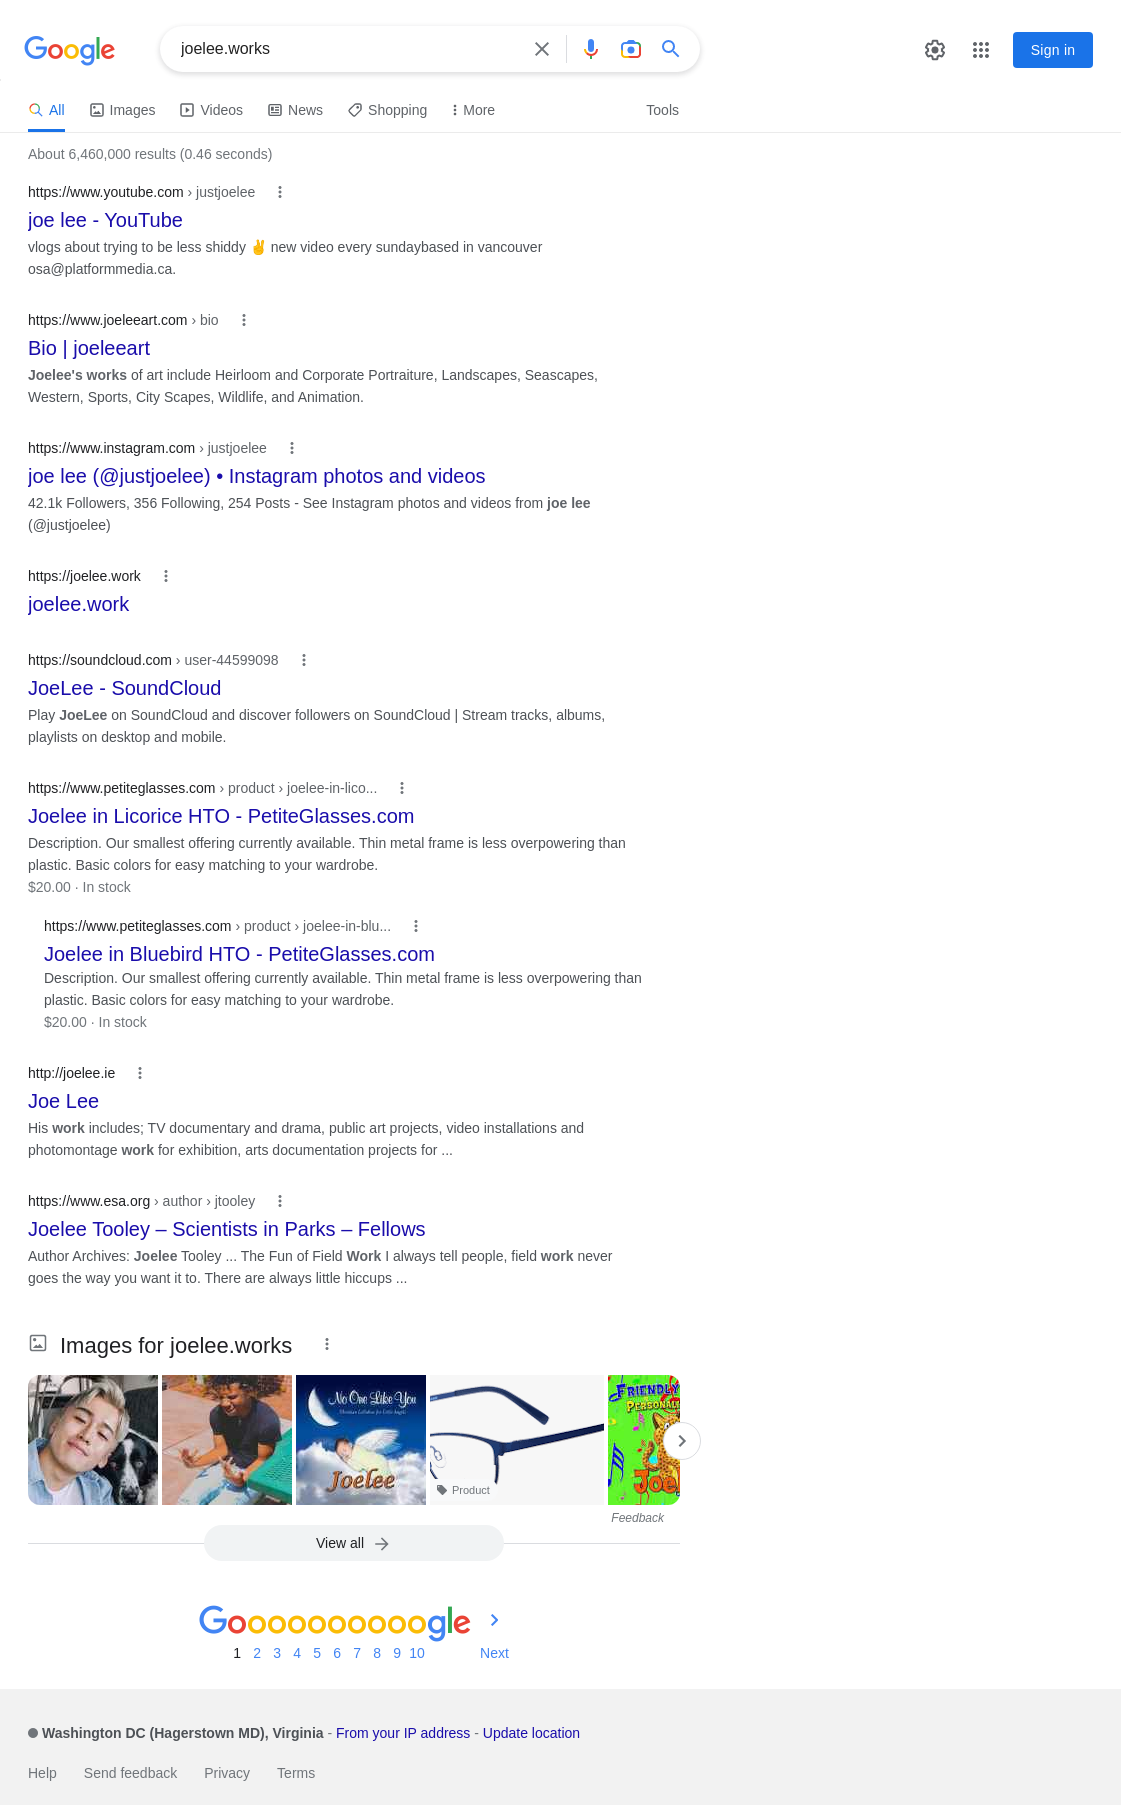 Google
joelee.works
Sign in
All
Images
Videos
News
Shopping
More
Tools
About 6,460,000 results (0.46 seconds)
https://www.youtube.com › justjoelee
joe lee - YouTube
vlogs about trying to be less shiddy ✌️ new video every sundaybased in vancouver
osa@platformmedia.ca.
https://www.joeleeart.com › bio
Bio | joeleeart
Joelee's works of art include Heirloom and Corporate Portraiture, Landscapes, Seascapes,
Western, Sports, City Scapes, Wildlife, and Animation.
https://www.instagram.com › justjoelee
joe lee (@justjoelee) • Instagram photos and videos
42.1k Followers, 356 Following, 254 Posts - See Instagram photos and videos from joe lee
(@justjoelee)
https://joelee.work
joelee.work
https://soundcloud.com › user-44599098
JoeLee - SoundCloud
Play JoeLee on SoundCloud and discover followers on SoundCloud | Stream tracks, albums,
playlists on desktop and mobile.
https://www.petiteglasses.com › product › joelee-in-lico...
Joelee in Licorice HTO - PetiteGlasses.com
Description. Our smallest offering currently available. Thin metal frame is less overpowering than
plastic. Basic colors for easy matching to your wardrobe.
$20.00 · In stock
https://www.petiteglasses.com › product › joelee-in-blu...
Joelee in Bluebird HTO - PetiteGlasses.com
Description. Our smallest offering currently available. Thin metal frame is less overpowering than
plastic. Basic colors for easy matching to your wardrobe.
$20.00 · In stock
http://joelee.ie
Joe Lee
His work includes; TV documentary and drama, public art projects, video installations and
photomontage work for exhibition, arts documentation projects for ...
https://www.esa.org › author › jtooley
Joelee Tooley – Scientists in Parks – Fellows
Author Archives: Joelee Tooley ... The Fun of Field Work I always tell people, field work never
goes the way you want it to. There are always little hiccups ...
Images for joelee.works
No One Like You
Christian Lullabies for Little Angels
Joelee
Product
FRIENDLY
PERSONAL
Joe
Feedback
View all
Goooooooooogle
1 2 3 4 5 6 7 8 9 10 Next
Washington DC (Hagerstown MD), Virginia - From your IP address - Update location
Help Send feedback Privacy Terms